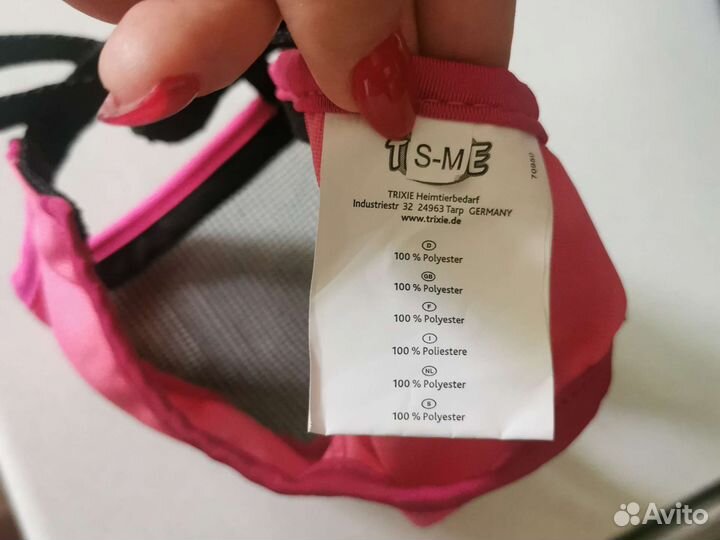 S-M
TRIXIE Heimtierbedarf
Industriestr 32 24963 Tarp GERMANY
www.trixie.de
D
100 % Polyester
GB
100 % Polyester
F
100 % Polyester
I
100 % Poliestere
NL
100 % Polyester
S
100 % Polyester
Avito